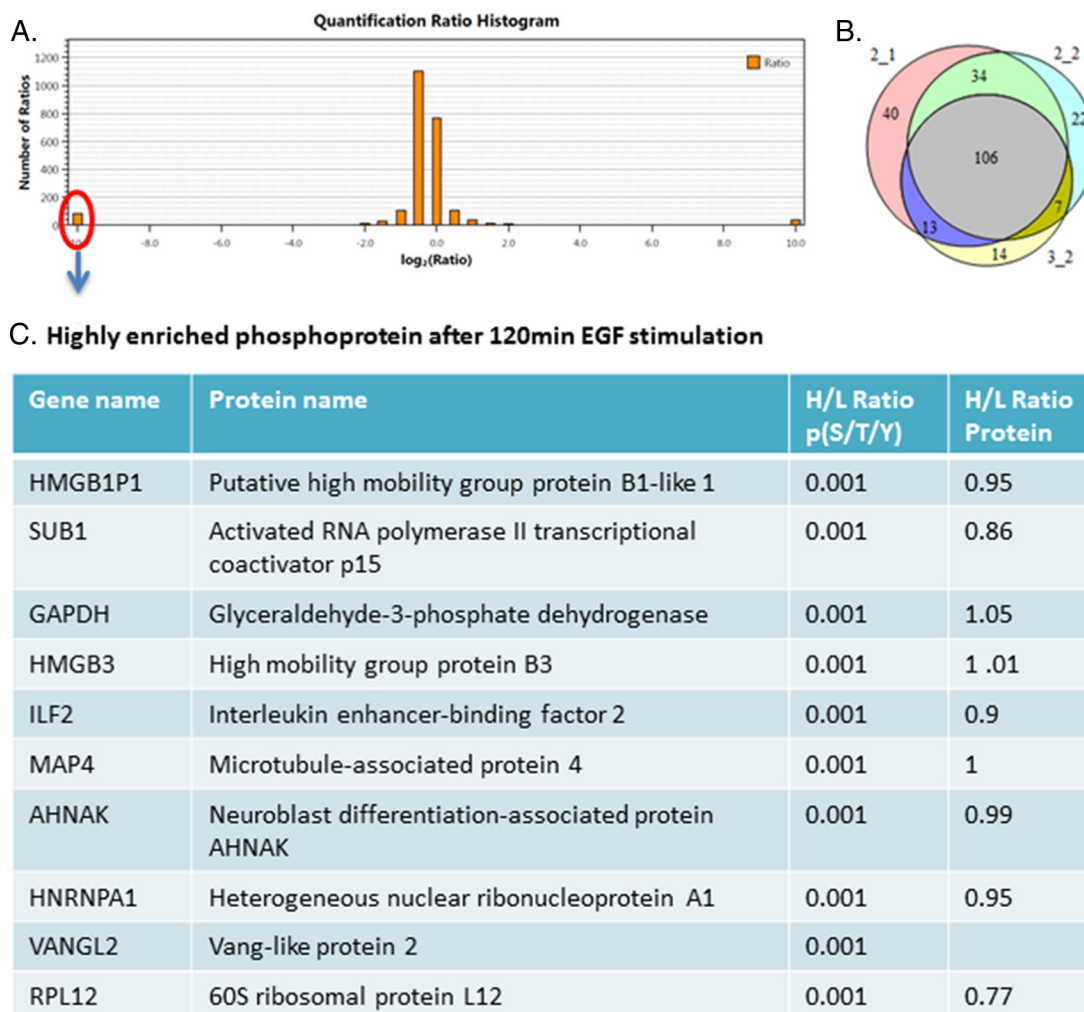 A.
Quantification Ratio Histogram
Number of Ratios
1200
1000
800
600
400
200
0
Ratio
-8.0
-6.0
-4.0
-2.0
0.0
2.0
4.0
6.0
8.0
10.0
log₂(Ratio)
B.
2_1
2_2
34
40
22
106
7
13
14
3_2
C. Highly enriched phosphoprotein after 120min EGF stimulation
Gene name Protein name H/L Ratio H/L Ratio
p(S/T/Y) Protein
HMGB1P1 Putative high mobility group protein B1-like 1 0.001 0.95
SUB1 Activated RNA polymerase II transcriptional 0.001 0.86
coactivator p15
GAPDH Glyceraldehyde-3-phosphate dehydrogenase 0.001 1.05
HMGB3 High mobility group protein B3 0.001 1 .01
ILF2 Interleukin enhancer-binding factor 2 0.001 0.9
MAP4 Microtubule-associated protein 4 0.001 1
AHNAK Neuroblast differentiation-associated protein 0.001 0.99
AHNAK
HNRNPA1 Heterogeneous nuclear ribonucleoprotein A1 0.001 0.95
VANGL2 Vang-like protein 2 0.001
RPL12 60S ribosomal protein L12 0.001 0.77